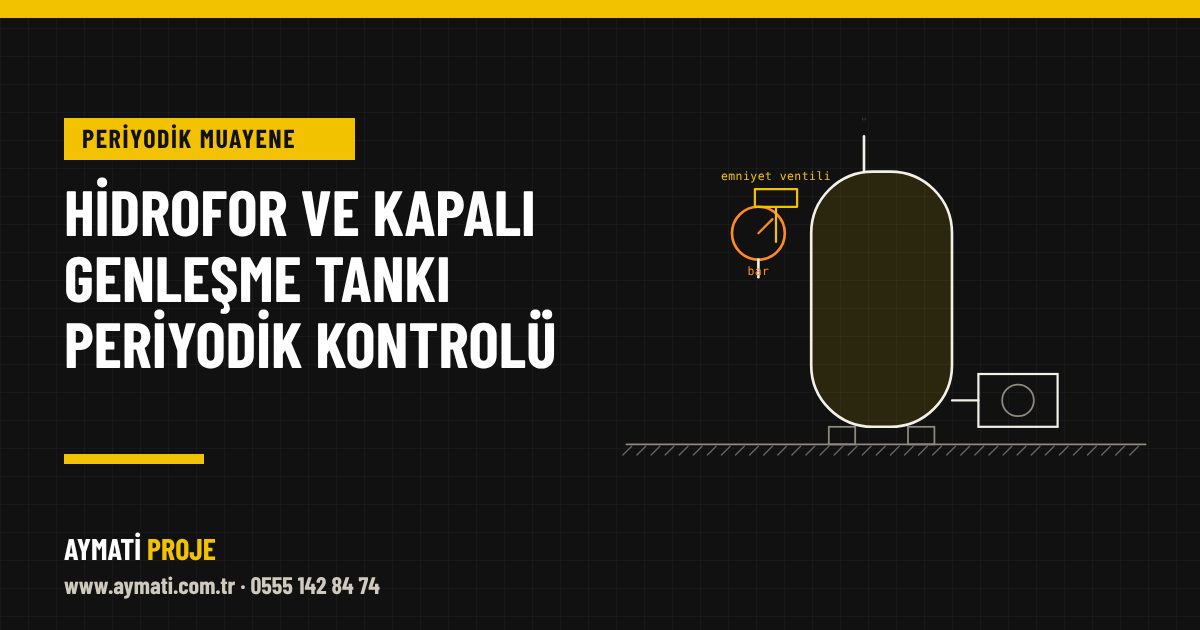 PERİYODİK MUAYENE
HİDROFOR VE KAPALI
GENLEŞME TANKI
PERİYODİK KONTROLÜ
AYMATİ PROJE
www.aymati.com.tr · 0555 142 84 74
emniyet ventili
bar